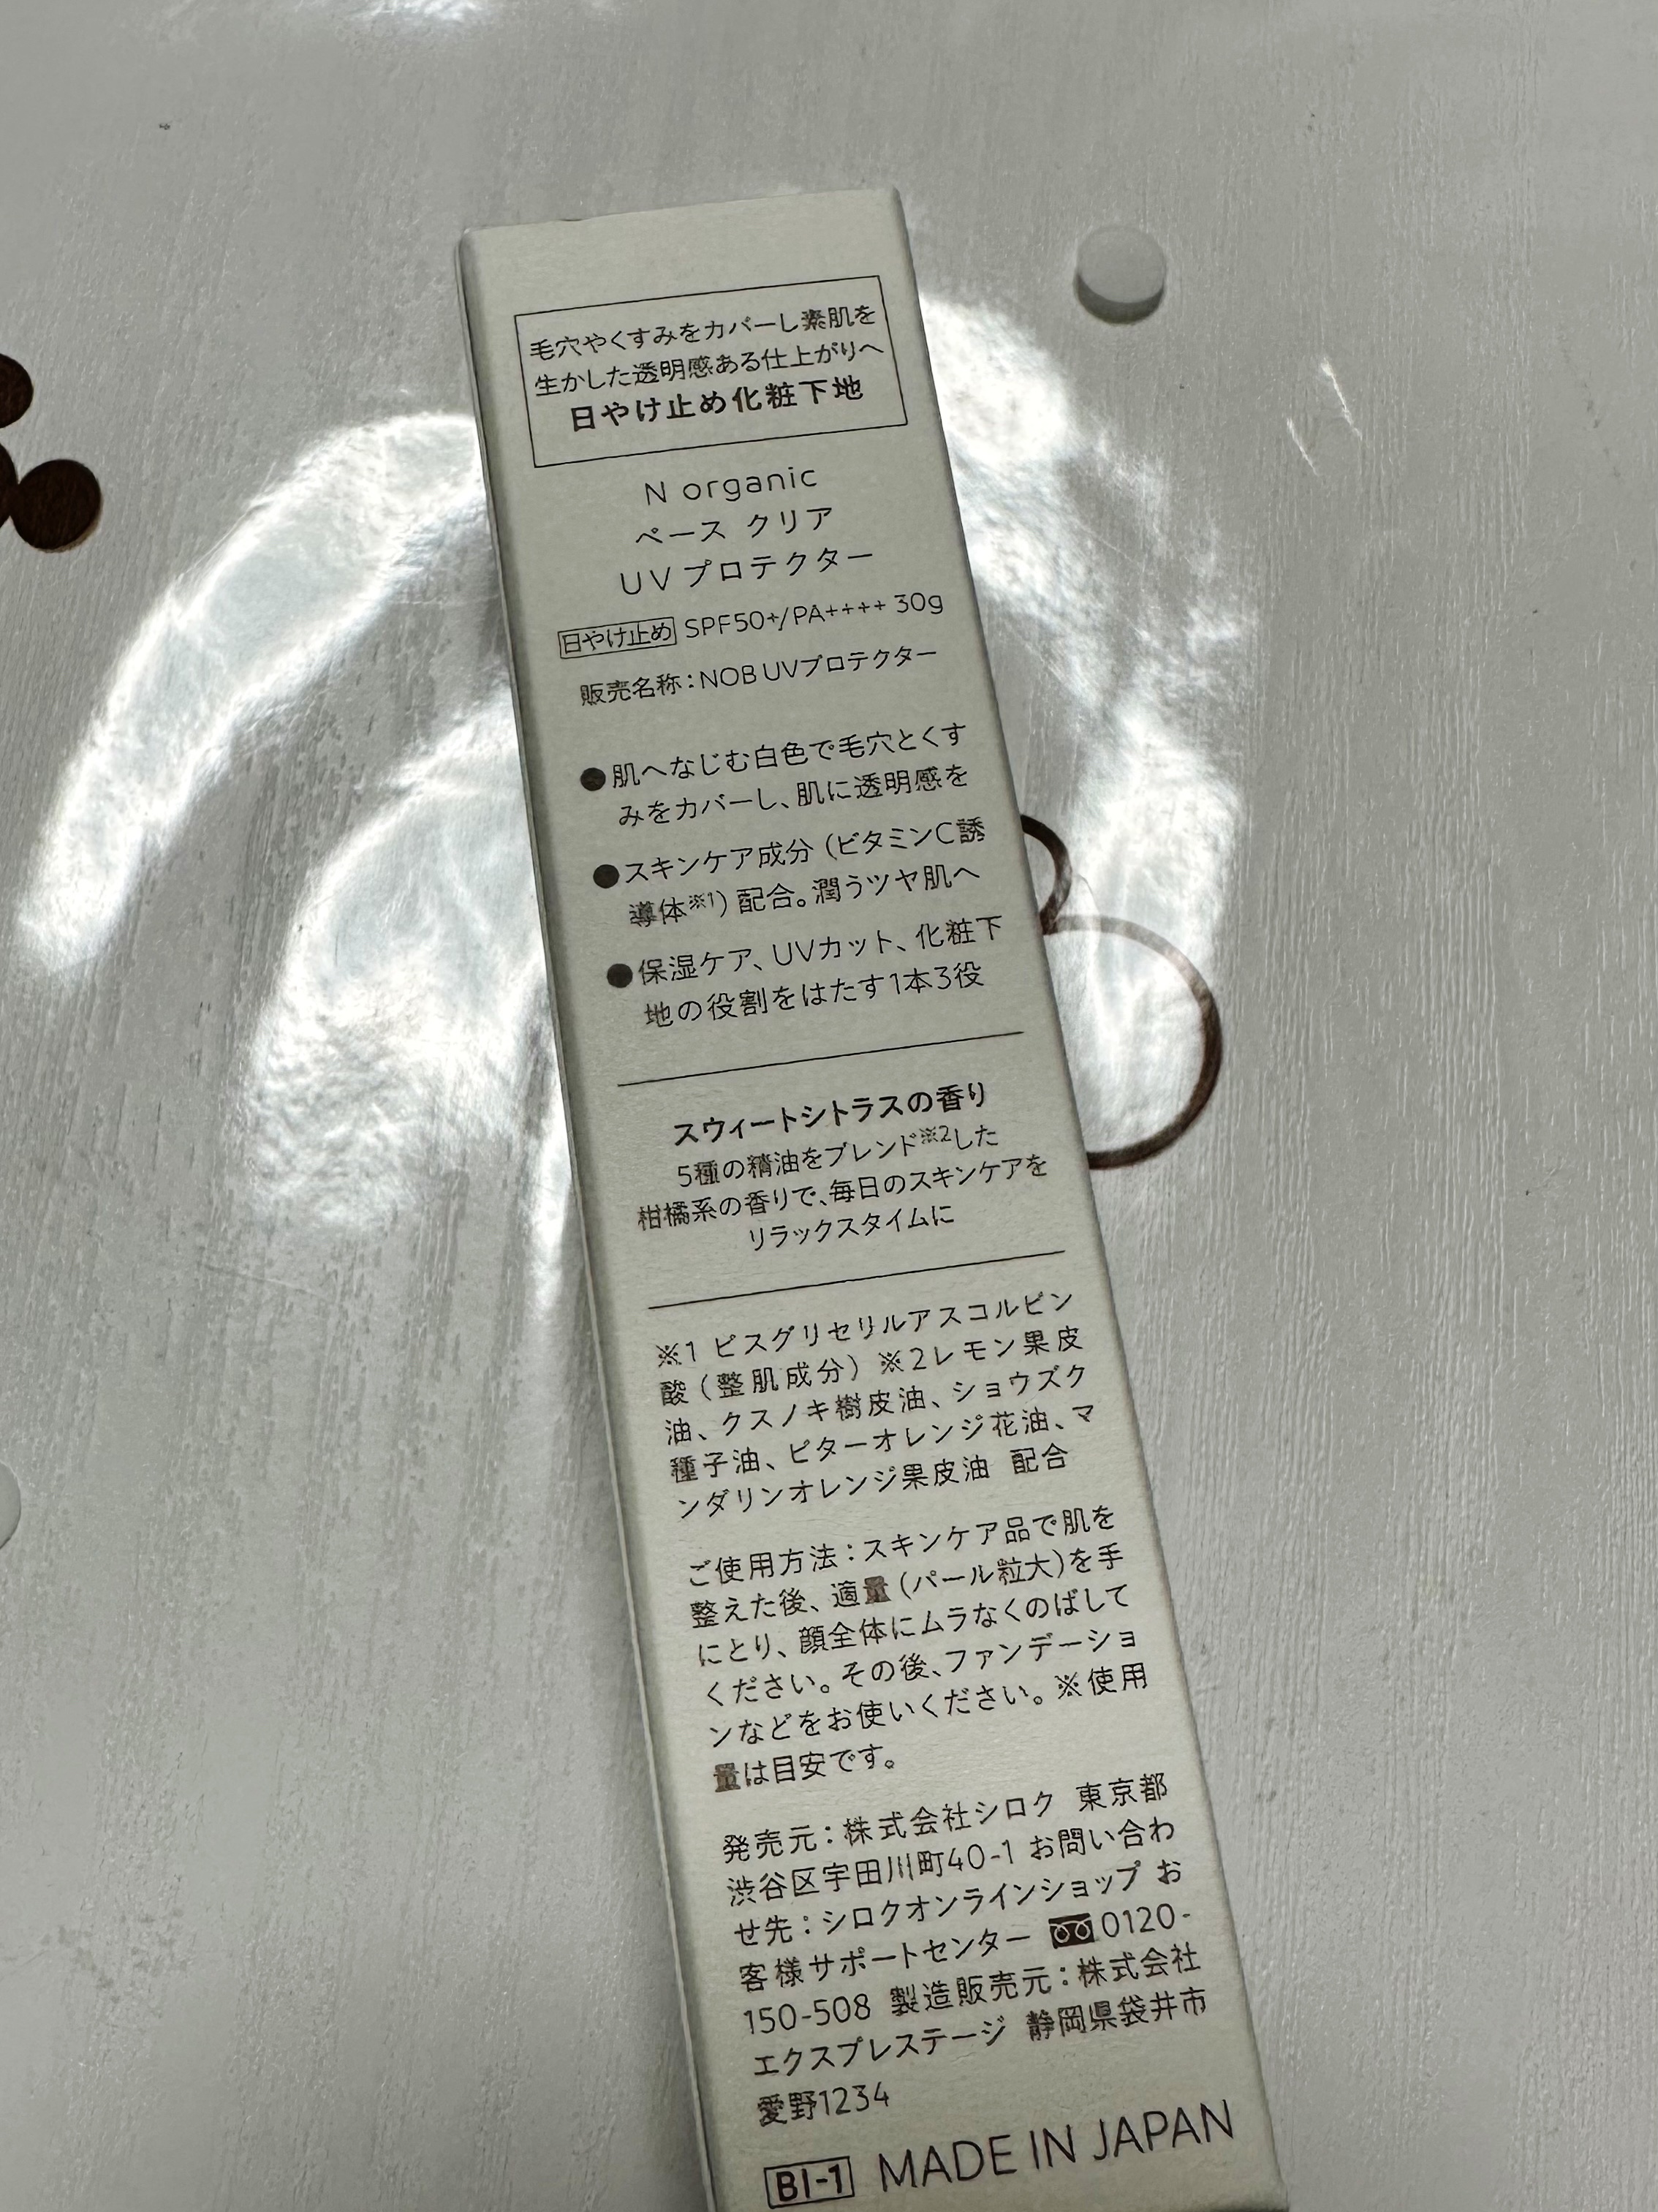 毛穴やくすみをカバーし素肌を
生かした透明感ある仕上がりへ
日やけ止め化粧下地
N organic
ベース クリア
UV プロテクター
日やけ止め SPF50+/PA++++ 30g
販売名称：NOB UVプロテクター
●肌へなじむ白色で毛穴とくす
みをカバーし、肌に透明感を
●スキンケア成分（ビタミンC誘
導体※1）配合。潤うツヤ肌へ
●保湿ケア、UVカット、化粧下
地の役割をはたす1本3役
スウィートシトラスの香り
5種の精油をブレンド※2した
柑橘系の香りで、毎日のスキンケアを
リラックスタイムに
※1 ビスグリセリルアスコルビン
酸（整肌成分）※2レモン果皮
油、クスノキ樹皮油、ショウズク
種子油、ビターオレンジ花油、マ
ンダリンオレンジ果皮油 配合
ご使用方法：スキンケア品で肌を
整えた後、適量（パール粒大）を手
にとり、顔全体にムラなくのばして
ください。その後、ファンデーショ
ンなどをお使いください。※使用
量は目安です。
発売元：株式会社シロク 東京都
渋谷区宇田川町40-1 お問い合わ
せ先：シロクオンラインショップ お
客様サポートセンター 0120-
150-508 製造販売元：株式会社
エクスプレステージ 静岡県袋井市
愛野1234
BI-1 MADE IN JAPAN